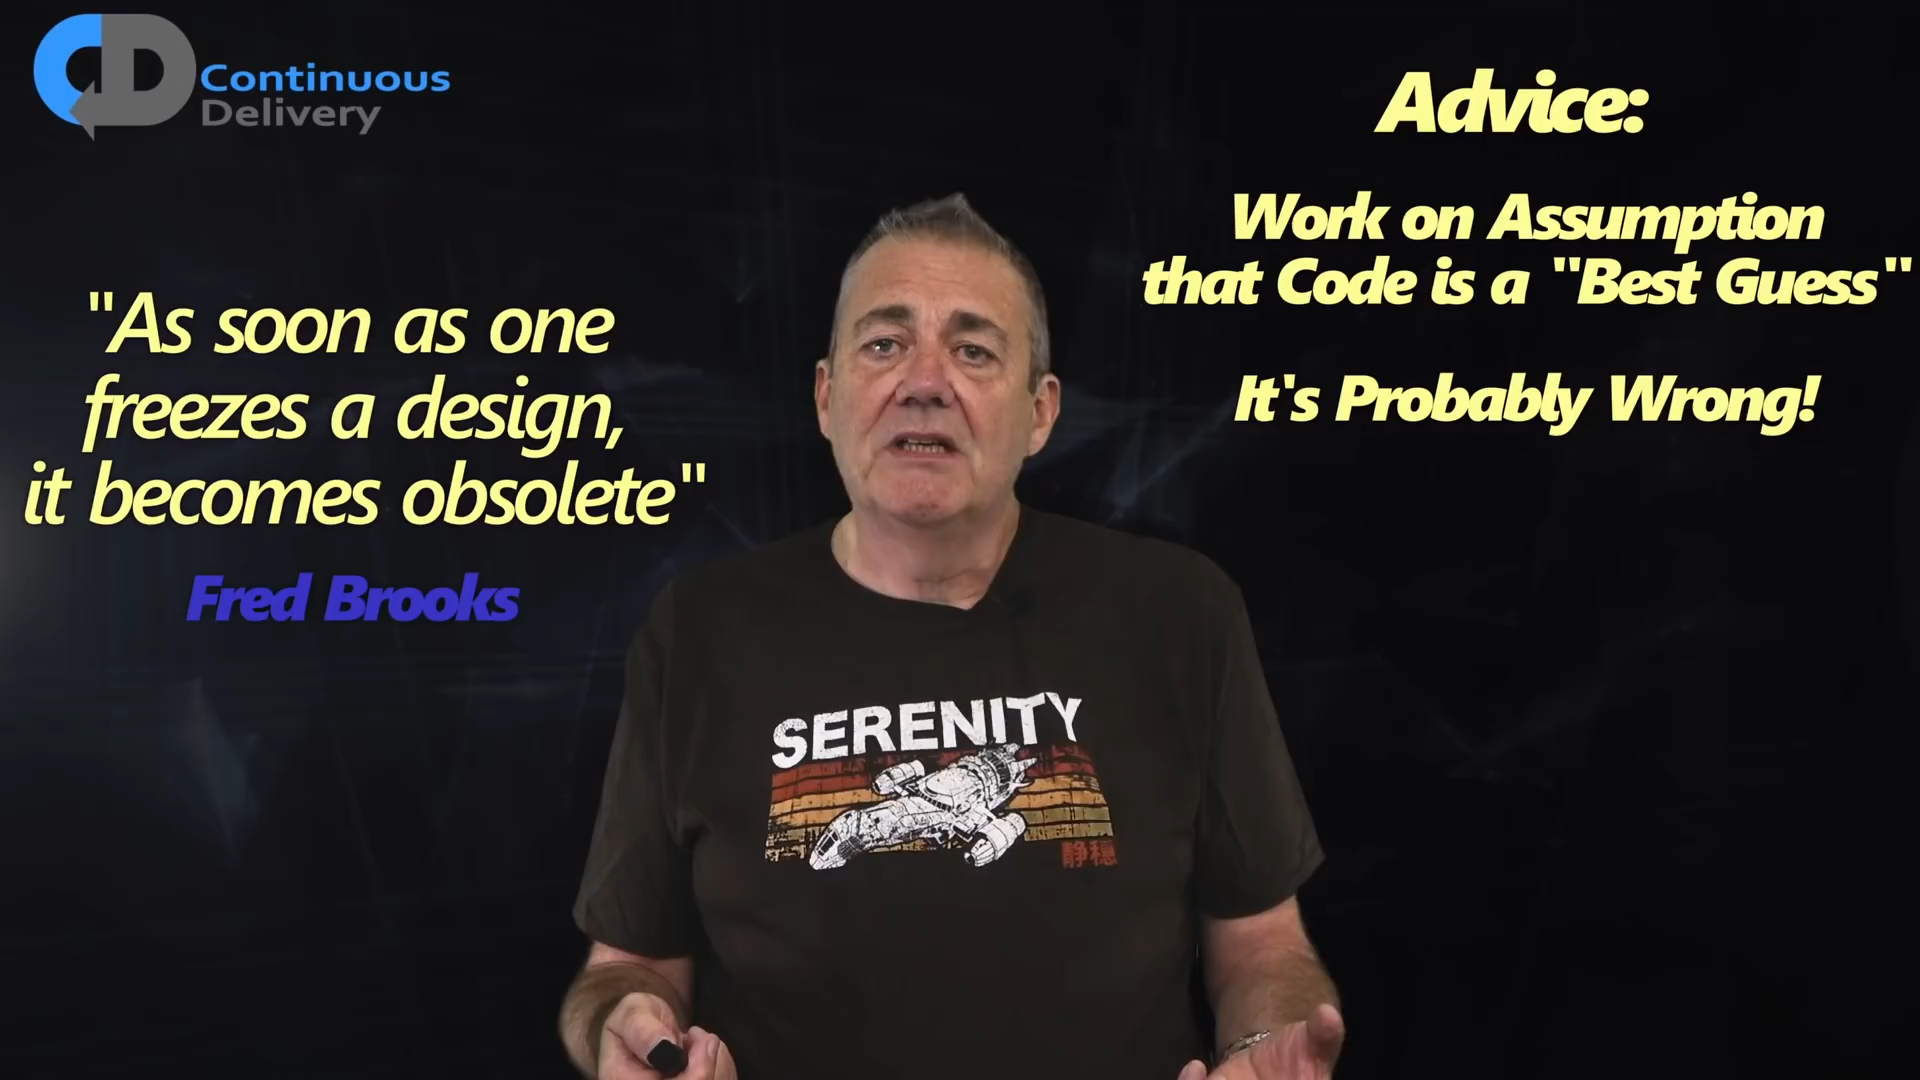 Continuous
Delivery
"As soon as one
freezes a design,
it becomes obsolete"
Fred Brooks
Advice:
Work on Assumption
that Code is a "Best Guess"
It's Probably Wrong!
SERENITY
静穏